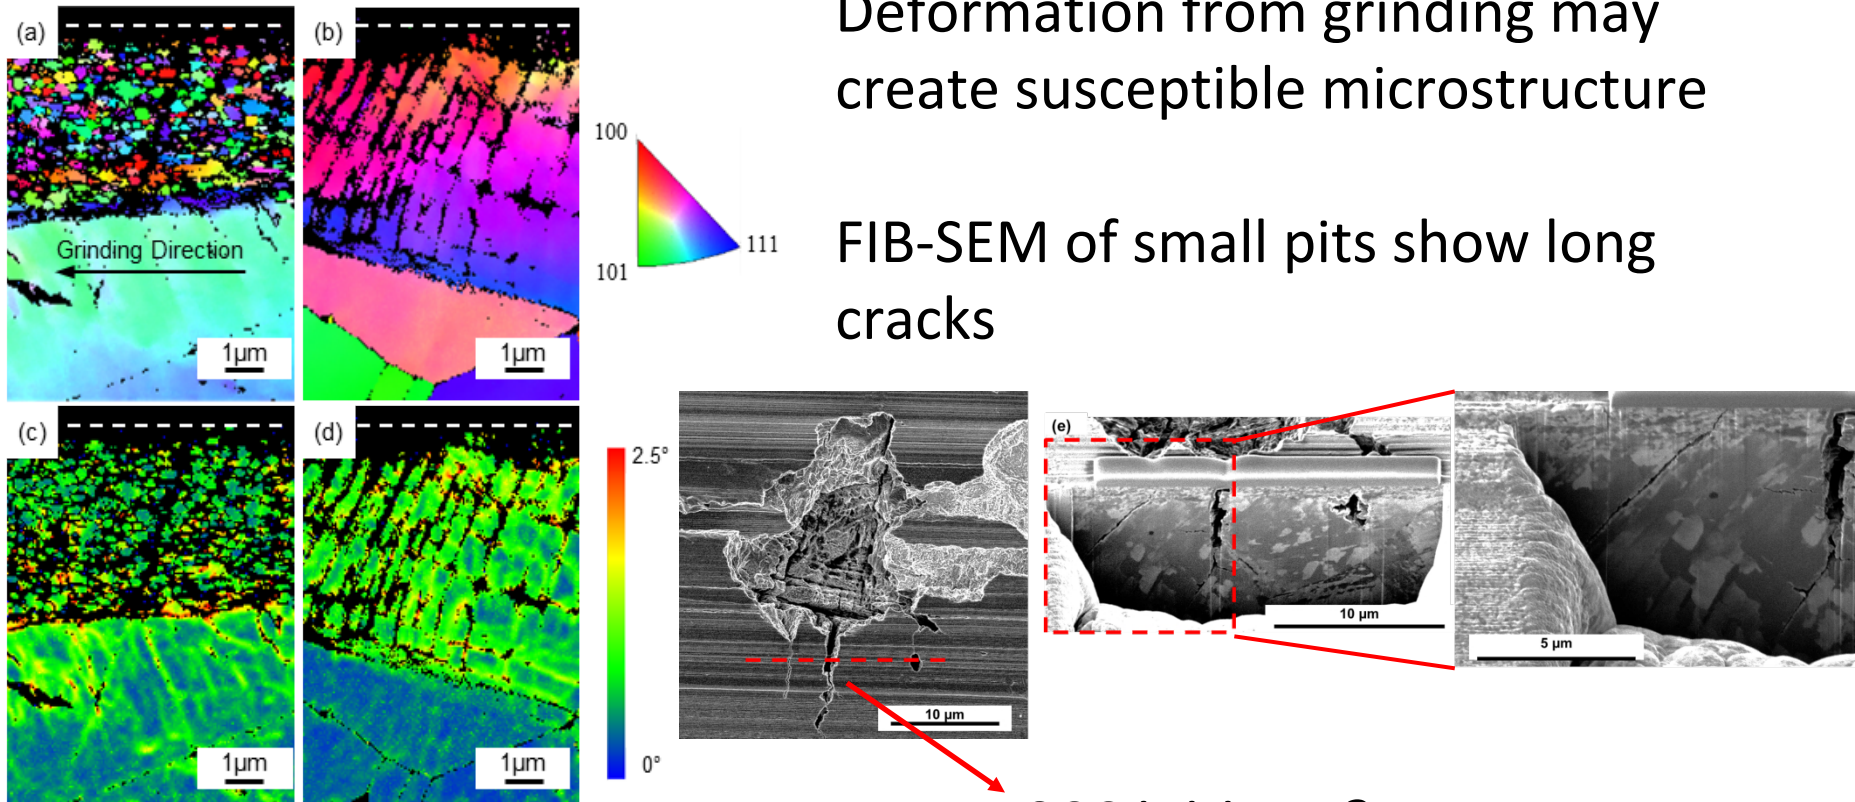 Deformation from grinding may
create susceptible microstructure
FIB-SEM of small pits show long
cracks
(a)
(b)
Grinding Direction
1µm
1µm
100
101
111
(c)
(d)
1µm
1µm
2.5°
0°
10 µm
(e)
10 µm
5 µm